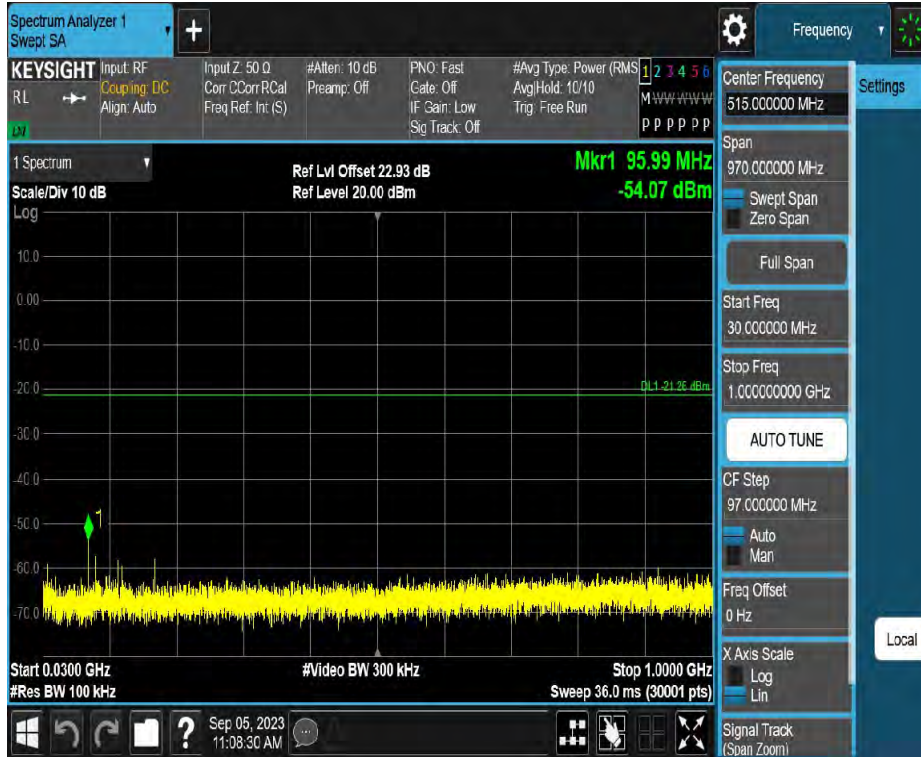 Spectrum Analyzer 1
Swept SA
+
Frequency
KEYSIGHT
RL
Input: RF
Coupling: DC
Align: Auto
Input Z: 50 Ω
Corr CCorr RCal
Freq Ref: Int (S)
#Atten: 10 dB
Preamp: Off
PNO: Fast
Gate: Off
IF Gain: Low
Sig Track: Off
#Avg Type: Power (RMS
Avg|Hold: 10/10
Trig: Free Run
1 2 3 4 5 6
M W W W W W
P P P P P P
1 Spectrum
Scale/Div 10 dB
Ref Lvl Offset 22.93 dB
Ref Level 20.00 dBm
Mkr1 95.99 MHz
-54.07 dBm
Log
10.0
0.00
-10.0
-20.0
DL1 -21.26 dBm
-30.0
-40.0
-50.0
1
-60.0
-70.0
Start 0.0300 GHz
#Video BW 300 kHz
Stop 1.0000 GHz
#Res BW 100 kHz
Sweep 36.0 ms (30001 pts)
?
Sep 05, 2023
11:08:30 AM
Center Frequency
515.000000 MHz
Span
970.000000 MHz
Swept Span
Zero Span
Full Span
Start Freq
30.000000 MHz
Stop Freq
1.000000000 GHz
AUTO TUNE
CF Step
97.000000 MHz
Auto
Man
Freq Offset
0 Hz
X Axis Scale
Log
Lin
Signal Track
(Span Zoom)
Settings
Local